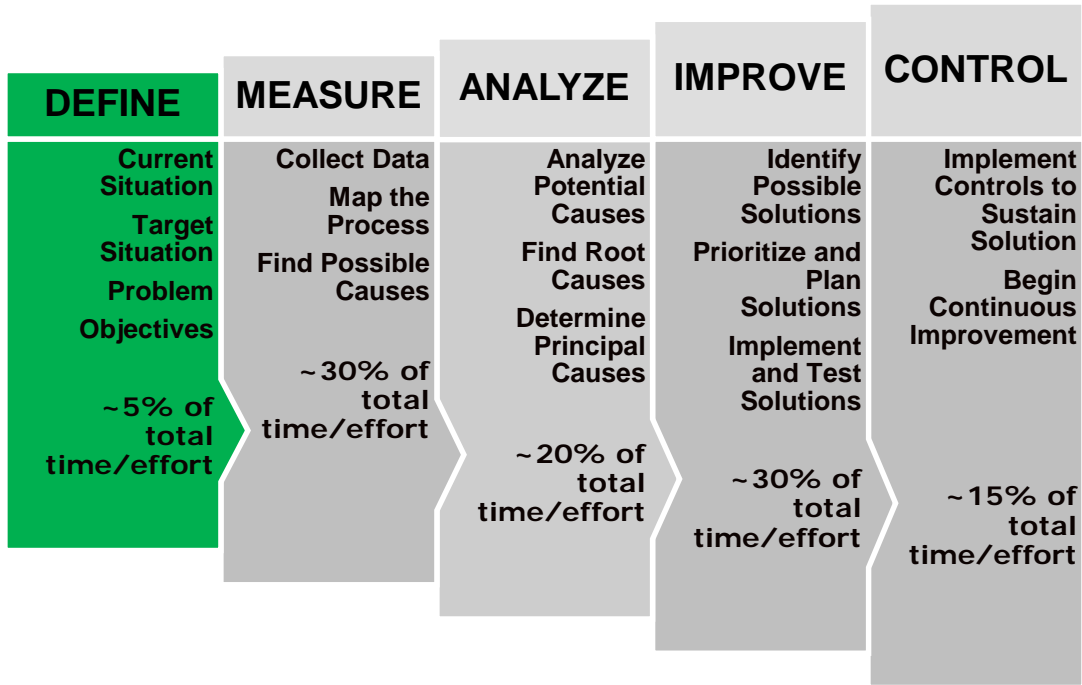 DEFINE
Current
Situation
Target
Situation
Problem
Objectives
~5% of
total
time/effort
MEASURE
Collect Data
Map the
Process
Find Possible
Causes
~30% of
total
time/effort
ANALYZE
Analyze
Potential
Causes
Find Root
Causes
Determine
Principal
Causes
~20% of
total
time/effort
IMPROVE
Identify
Possible
Solutions
Prioritize and
Plan
Solutions
Implement
and Test
Solutions
~30% of
total
time/effort
CONTROL
Implement
Controls to
Sustain
Solution
Begin
Continuous
Improvement
~15% of
total
time/effort